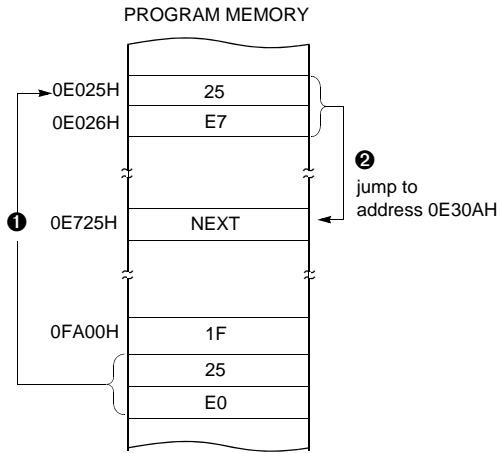 PROGRAM MEMORY
0E025H 25
0E026H E7
❷
jump to
address 0E30AH
❶ 0E725H NEXT
0FA00H 1F
25
E0